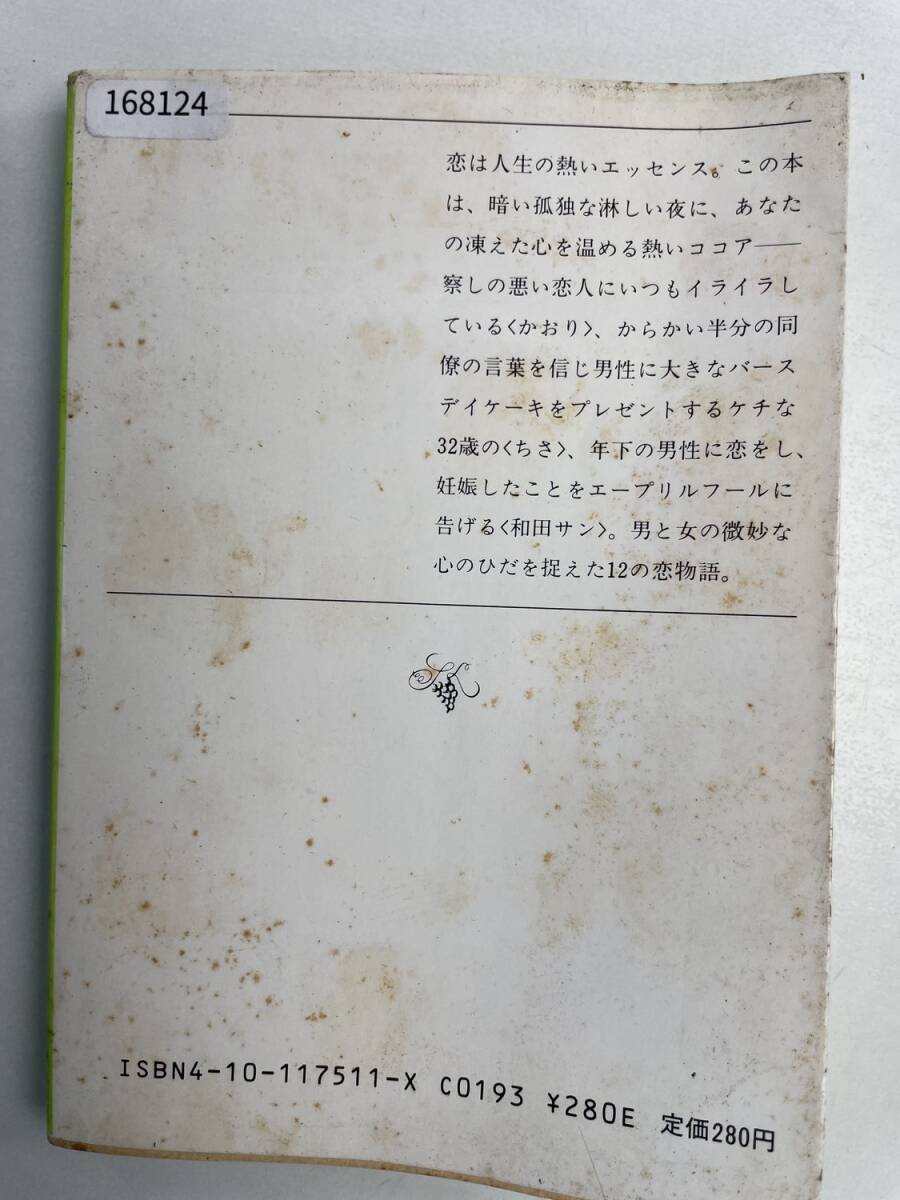 168124
恋は人生の熱いエッセンス。この本
は、暗い孤独な淋しい夜に、あなた
の凍えた心を温める熱いココア──
察しの悪い恋人にいつもイライラし
ている〈かおり〉、からかい半分の同
僚の言葉を信じ男性に大きなバース
デイケーキをプレゼントするケチな
32歳の〈ちさ〉、年下の男性に恋をし、
妊娠したことをエープリルフールに
告げる〈和田サン〉。男と女の微妙な
心のひだを捉えた12の恋物語。
SK
ISBN4-10-117511-X C0193 ¥280E 定価280円